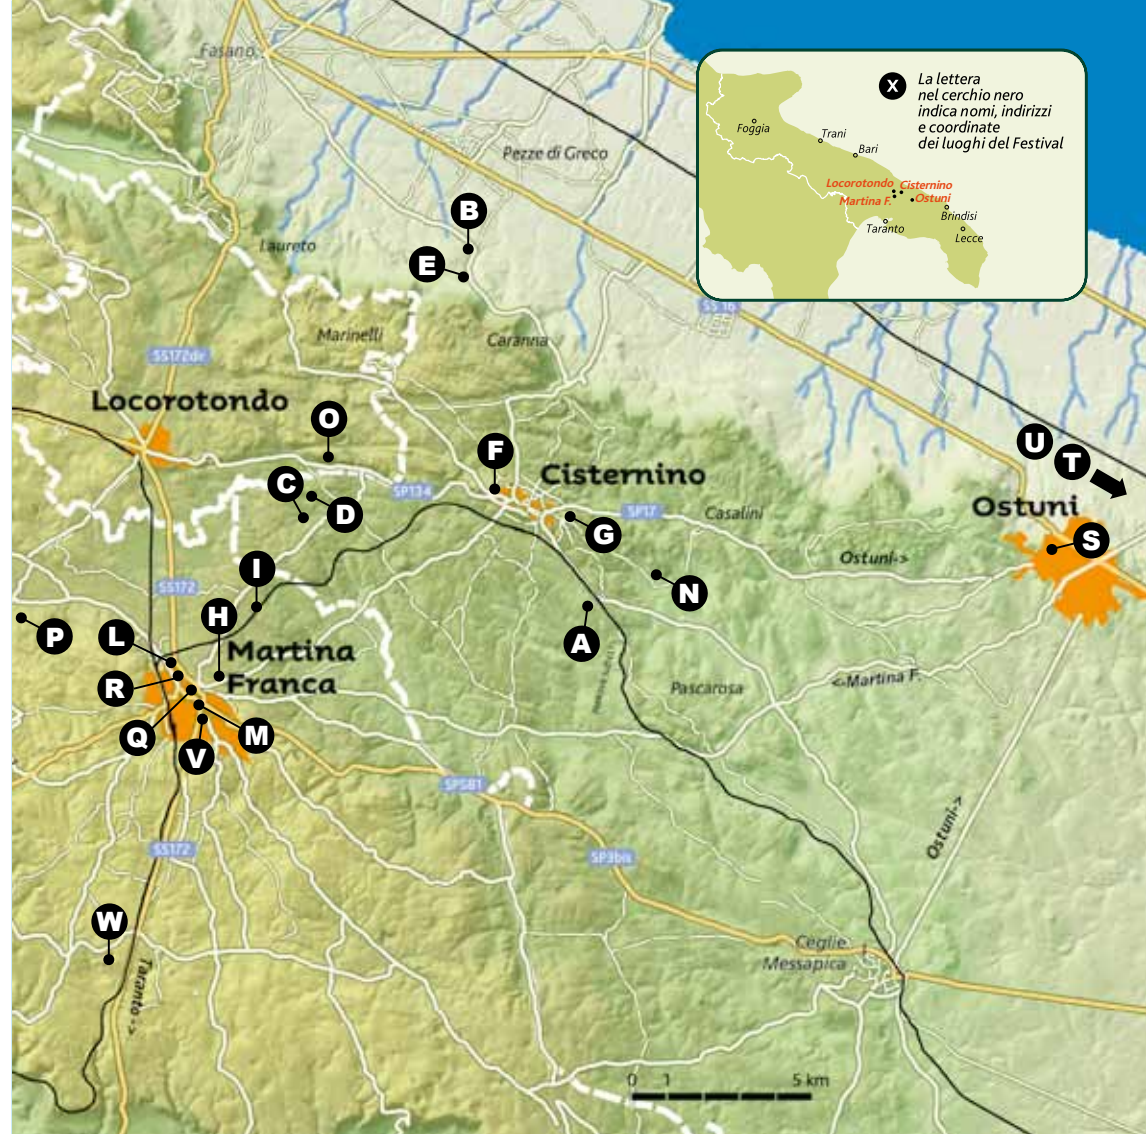 Fasano
Pezze di Greco
X
La lettera
nel cerchio nero
indica nomi, indirizzi
e coordinate
dei luoghi del Festival
Foggia
Trani
Bari
Locorotondo
Cisternino
Martina F.
Ostuni
Brindisi
Taranto
Lecce
B
Laureto
E
SS 16
Marinelli
Caranna
SS172dir
Locorotondo
O
F
U
T
Cisternino
C
D
SP134
G
SP17
Casalini
Ostuni
S
Ostuni->
I
SS172
N
H
P
L
A
Martina
Franca
R
Pascarosa
<-Martina F.
Q
M
V
SP581
Ostuni->
SS172
SP3bis
W
Ceglie
Messapica
Taranto->
0 1 5 km